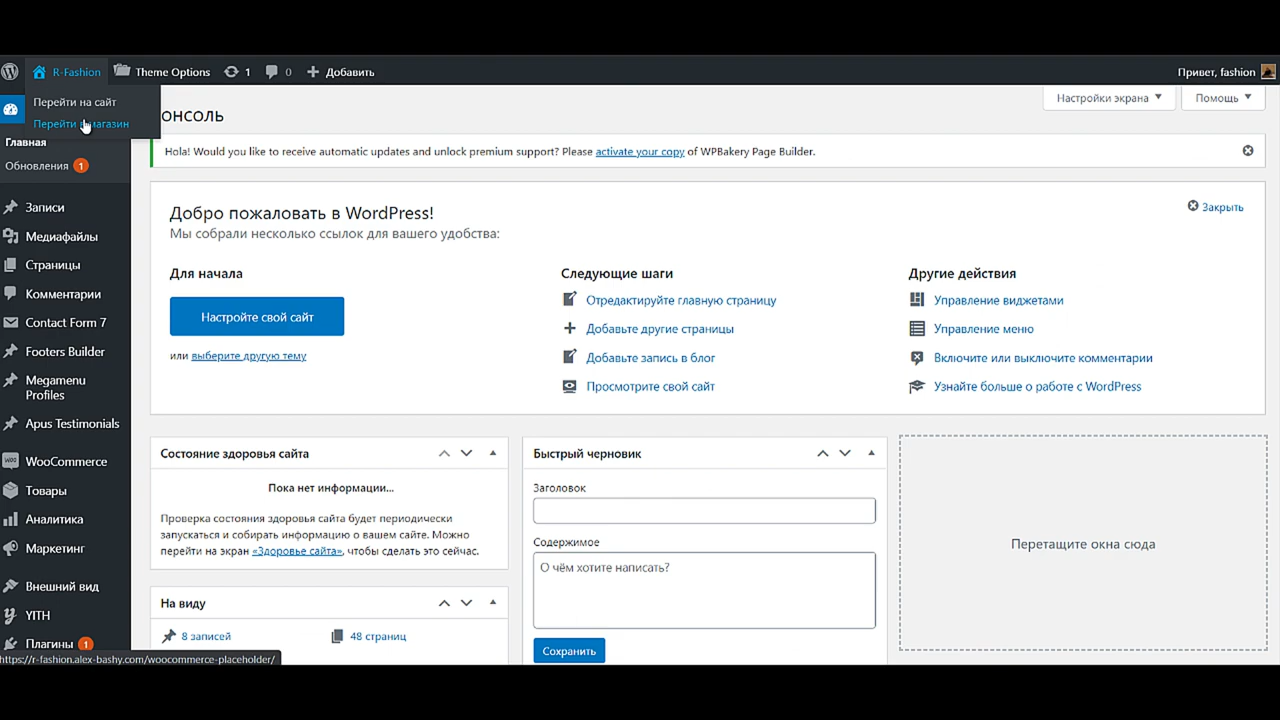 R-Fashion
Theme Options
1
0
Добавить
Привет, fashion
Перейти на сайт
Перейти в магазин
онсоль
Настройки экрана
Помощь
Главная
Обновления 1
Записи
Медиафайлы
Страницы
Комментарии
Contact Form 7
Footers Builder
Megamenu
Profiles
Apus Testimonials
WooCommerce
Товары
Аналитика
Маркетинг
Внешний вид
YITH
Плагины 1
https://r-fashion.alex-bashy.com/woocommerce-placeholder/
Hola! Would you like to receive automatic updates and unlock premium support? Please activate your copy of WPBakery Page Builder.
Добро пожаловать в WordPress!
Закрыть
Мы собрали несколько ссылок для вашего удобства:
Для начала
Настройте свой сайт
или выберите другую тему
Следующие шаги
Отредактируйте главную страницу
Добавьте другие страницы
Добавьте запись в блог
Просмотрите свой сайт
Другие действия
Управление виджетами
Управление меню
Включите или выключите комментарии
Узнайте больше о работе с WordPress
Состояние здоровья сайта
Пока нет информации...
Проверка состояния здоровья сайта будет периодически
запускаться и собирать информацию о вашем сайте. Можно
перейти на экран «Здоровье сайта», чтобы сделать это сейчас.
На виду
8 записей
48 страниц
Быстрый черновик
Заголовок
Содержимое
О чём хотите написать?
Сохранить
Перетащите окна сюда